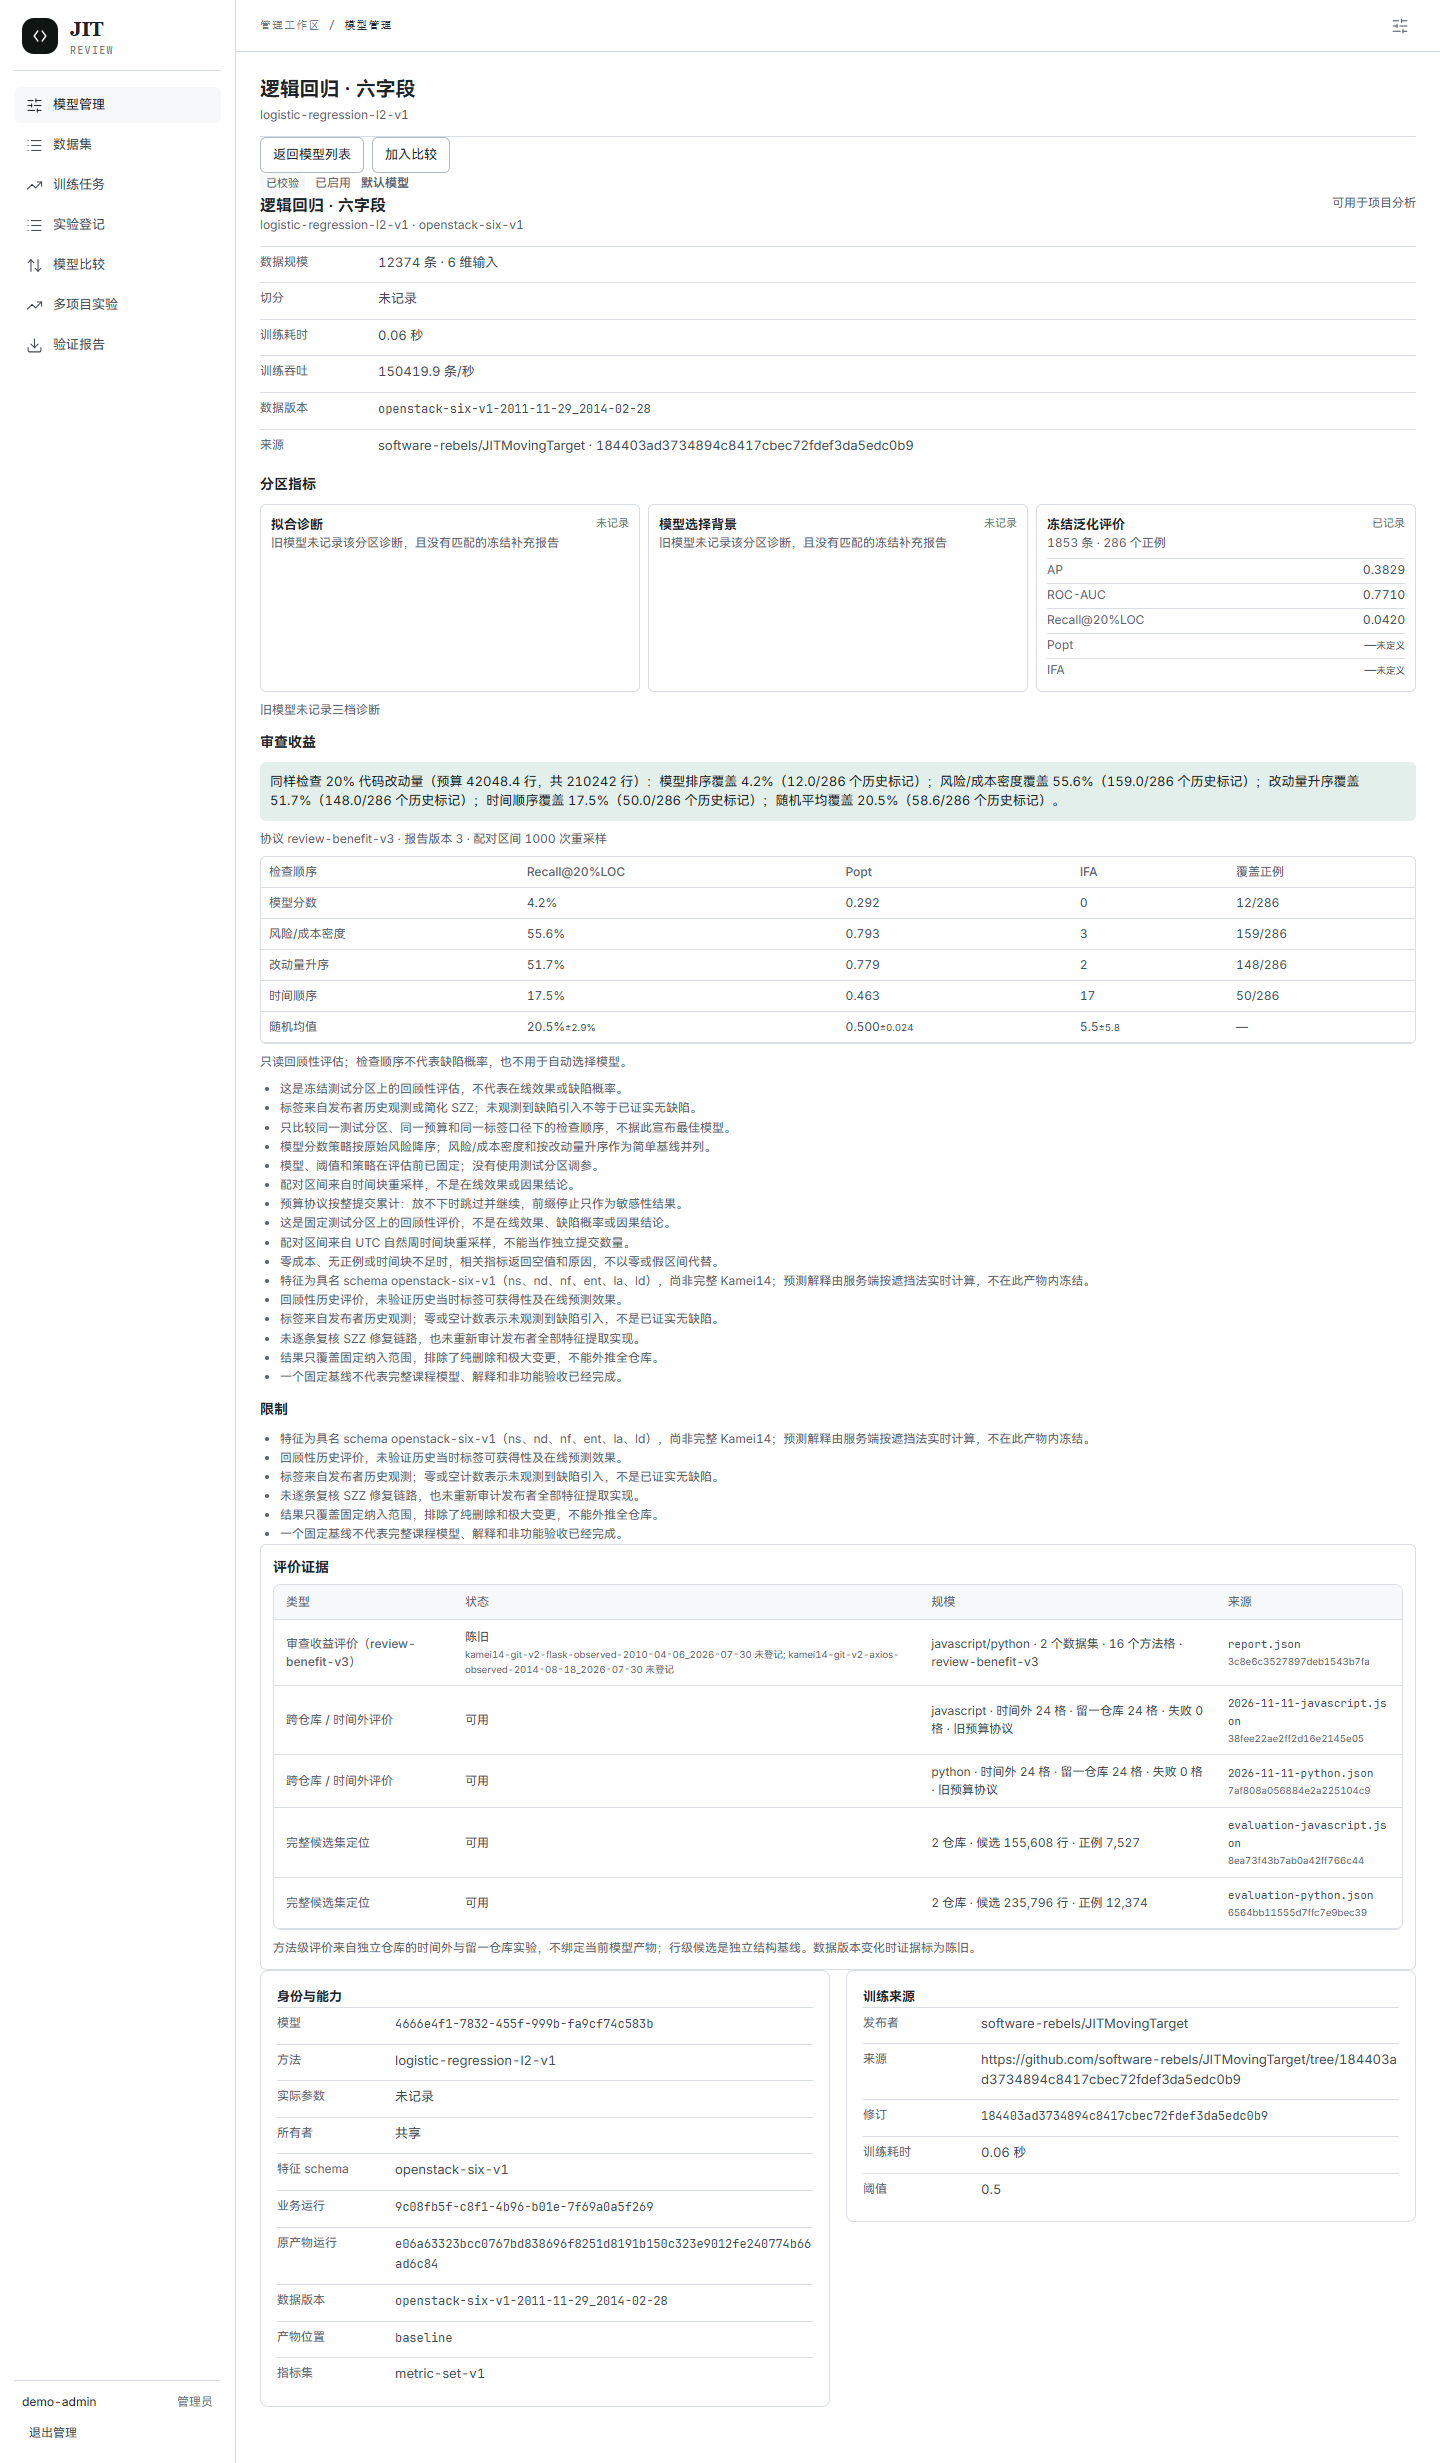 JIT
REVIEW
模型管理
数据集
训练任务
实验登记
模型比较
多项目实验
验证报告
demo-admin 管理员
退出管理
管理工作区 / 模型管理
逻辑回归 · 六字段
logistic-regression-l2-v1
返回模型列表 加入比较
已校验 已启用 默认模型
逻辑回归 · 六字段 可用于项目分析
logistic-regression-l2-v1 · openstack-six-v1
数据规模 12374 条 · 6 维输入
切分 未记录
训练耗时 0.06 秒
训练吞吐 150419.9 条/秒
数据版本 openstack-six-v1-2011-11-29_2014-02-28
来源 software-rebels/JITMovingTarget · 184403ad3734894c8417cbec72fdef3da5edc0b9
分区指标
拟合诊断 未记录
旧模型未记录该分区诊断，且没有匹配的冻结补充报告
模型选择背景 未记录
旧模型未记录该分区诊断，且没有匹配的冻结补充报告
冻结泛化评价 已记录
1853 条 · 286 个正例
AP 0.3829
ROC-AUC 0.7710
Recall@20%LOC 0.0420
Popt —未定义
IFA —未定义
旧模型未记录三档诊断
审查收益
同样检查 20% 代码改动量（预算 42048.4 行，共 210242 行）：模型排序覆盖 4.2%（12.0/286 个历史标记）；风险/成本密度覆盖 55.6%（159.0/286 个历史标记）；改动量升序覆盖
51.7%（148.0/286 个历史标记）；时间顺序覆盖 17.5%（50.0/286 个历史标记）；随机平均覆盖 20.5%（58.6/286 个历史标记）。
协议 review-benefit-v3 · 报告版本 3 · 配对区间 1000 次重采样
检查顺序 Recall@20%LOC Popt IFA 覆盖正例
模型分数 4.2% 0.292 0 12/286
风险/成本密度 55.6% 0.793 3 159/286
改动量升序 51.7% 0.779 2 148/286
时间顺序 17.5% 0.463 17 50/286
随机均值 20.5%±2.9% 0.500±0.024 5.5±5.8 —
只读回顾性评估；检查顺序不代表缺陷概率，也不用于自动选择模型。
• 这是冻结测试分区上的回顾性评估，不代表在线效果或缺陷概率。
• 标签来自发布者历史观测或简化 SZZ；未观测到缺陷引入不等于已证实无缺陷。
• 只比较同一测试分区、同一预算和同一标签口径下的检查顺序，不据此宣布最佳模型。
• 模型分数策略按原始风险降序；风险/成本密度和按改动量升序作为简单基线并列。
• 模型、阈值和策略在评估前已固定；没有使用测试分区调参。
• 配对区间来自时间块重采样，不是在线效果或因果结论。
• 预算协议按整提交累计：放不下时跳过并继续，前缀停止只作为敏感性结果。
• 这是固定测试分区上的回顾性评价，不是在线效果、缺陷概率或因果结论。
• 配对区间来自 UTC 自然周时间块重采样，不能当作独立提交数量。
• 零成本、无正例或时间块不足时，相关指标返回空值和原因，不以零或假区间代替。
• 特征为具名 schema openstack-six-v1（ns、nd、nf、ent、la、ld），尚非完整 Kamei14；预测解释由服务端按遮挡法实时计算，不在此产物内冻结。
• 回顾性历史评价，未验证历史当时标签可获得性及在线预测效果。
• 标签来自发布者历史观测；零或空计数表示未观测到缺陷引入，不是已证实无缺陷。
• 未逐条复核 SZZ 修复链路，也未重新审计发布者全部特征提取实现。
• 结果只覆盖固定纳入范围，排除了纯删除和极大变更，不能外推全仓库。
• 一个固定基线不代表完整课程模型、解释和非功能验收已经完成。
限制
• 特征为具名 schema openstack-six-v1（ns、nd、nf、ent、la、ld），尚非完整 Kamei14；预测解释由服务端按遮挡法实时计算，不在此产物内冻结。
• 回顾性历史评价，未验证历史当时标签可获得性及在线预测效果。
• 标签来自发布者历史观测；零或空计数表示未观测到缺陷引入，不是已证实无缺陷。
• 未逐条复核 SZZ 修复链路，也未重新审计发布者全部特征提取实现。
• 结果只覆盖固定纳入范围，排除了纯删除和极大变更，不能外推全仓库。
• 一个固定基线不代表完整课程模型、解释和非功能验收已经完成。
评价证据
类型 状态 规模 来源
审查收益评价（review-
benefit-v3）
陈旧
kamei14-git-v2-flask-observed-2010-04-06_2026-07-30 未登记; kamei14-git-v2-axios-
observed-2014-08-18_2026-07-30 未登记
javascript/python · 2 个数据集 · 16 个方法格 ·
review-benefit-v3
report.json
3c8e6c3527897deb1543b7fa
跨仓库 / 时间外评价
可用
javascript · 时间外 24 格 · 留一仓库 24 格 · 失败 0
格 · 旧预算协议
2026-11-11-javascript.js
on
38fee22ae2ff2d16e2145e05
跨仓库 / 时间外评价
可用
python · 时间外 24 格 · 留一仓库 24 格 · 失败 0 格
· 旧预算协议
2026-11-11-python.json
7af808a056884e2a225104c9
完整候选集定位
可用
2 仓库 · 候选 155,608 行 · 正例 7,527
evaluation-javascript.js
on
8ea73f43b7ab0a42ff766c44
完整候选集定位
可用
2 仓库 · 候选 235,796 行 · 正例 12,374
evaluation-python.json
6564bb11555d7ffc7e9bec39
方法级评价来自独立仓库的时间外与留一仓库实验，不绑定当前模型产物；行级候选是独立结构基线。数据版本变化时证据标为陈旧。
身份与能力
模型 4666e4f1-7832-455f-999b-fa9cf74c583b
方法 logistic-regression-l2-v1
实际参数 未记录
所有者 共享
特征 schema openstack-six-v1
业务运行 9c08fb5f-c8f1-4b96-b01e-7f69a0a5f269
原产物运行 e06a63323bcc0767bd838696f8251d8191b150c323e9012fe240774b66
ad6c84
数据版本 openstack-six-v1-2011-11-29_2014-02-28
产物位置 baseline
指标集 metric-set-v1
训练来源
发布者 software-rebels/JITMovingTarget
来源 https://github.com/software-rebels/JITMovingTarget/tree/184403a
d3734894c8417cbec72fdef3da5edc0b9
修订 184403ad3734894c8417cbec72fdef3da5edc0b9
训练耗时 0.06 秒
阈值 0.5